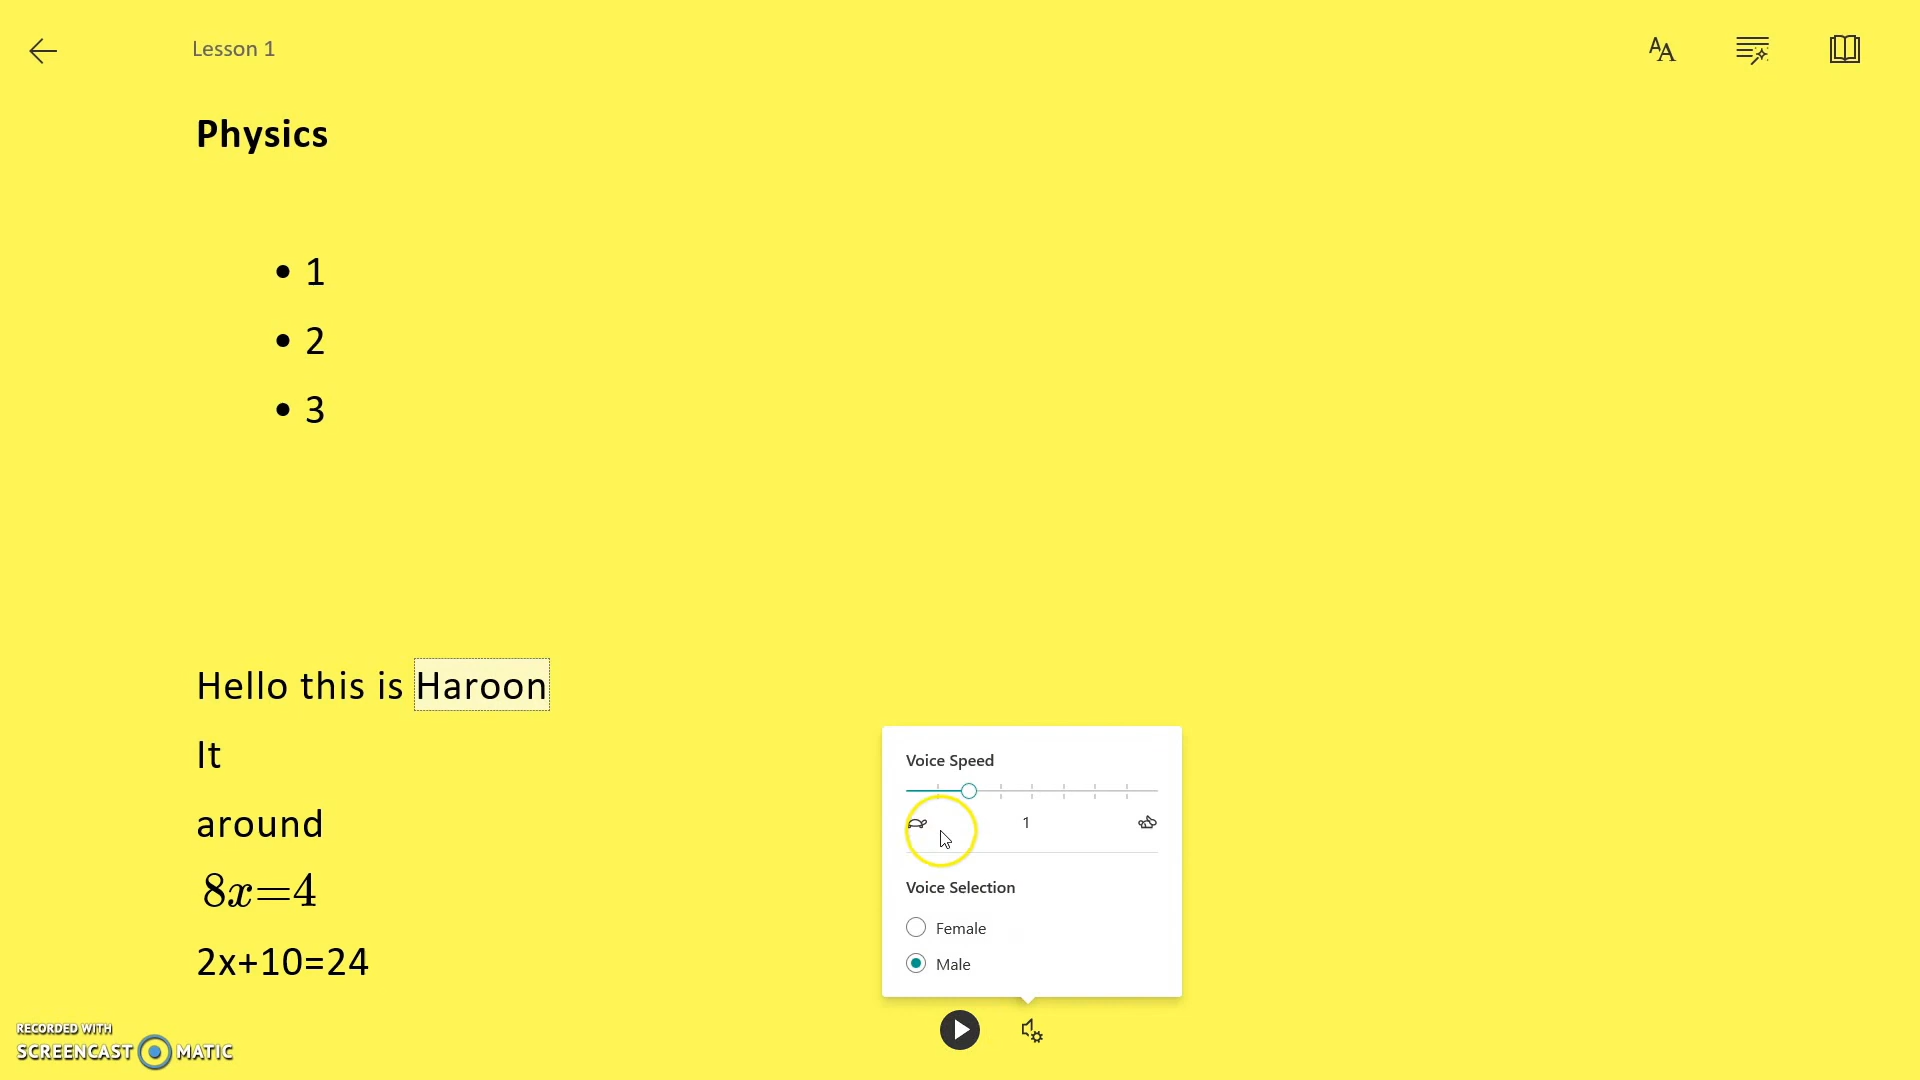 Lesson 1
Physics
• 1
• 2
• 3
Hello this is Haroon
It
around
8x=4
2x+10=24
Voice Speed
1
Voice Selection
Female
Male
RECORDED WITH
SCREENCAST MATIC